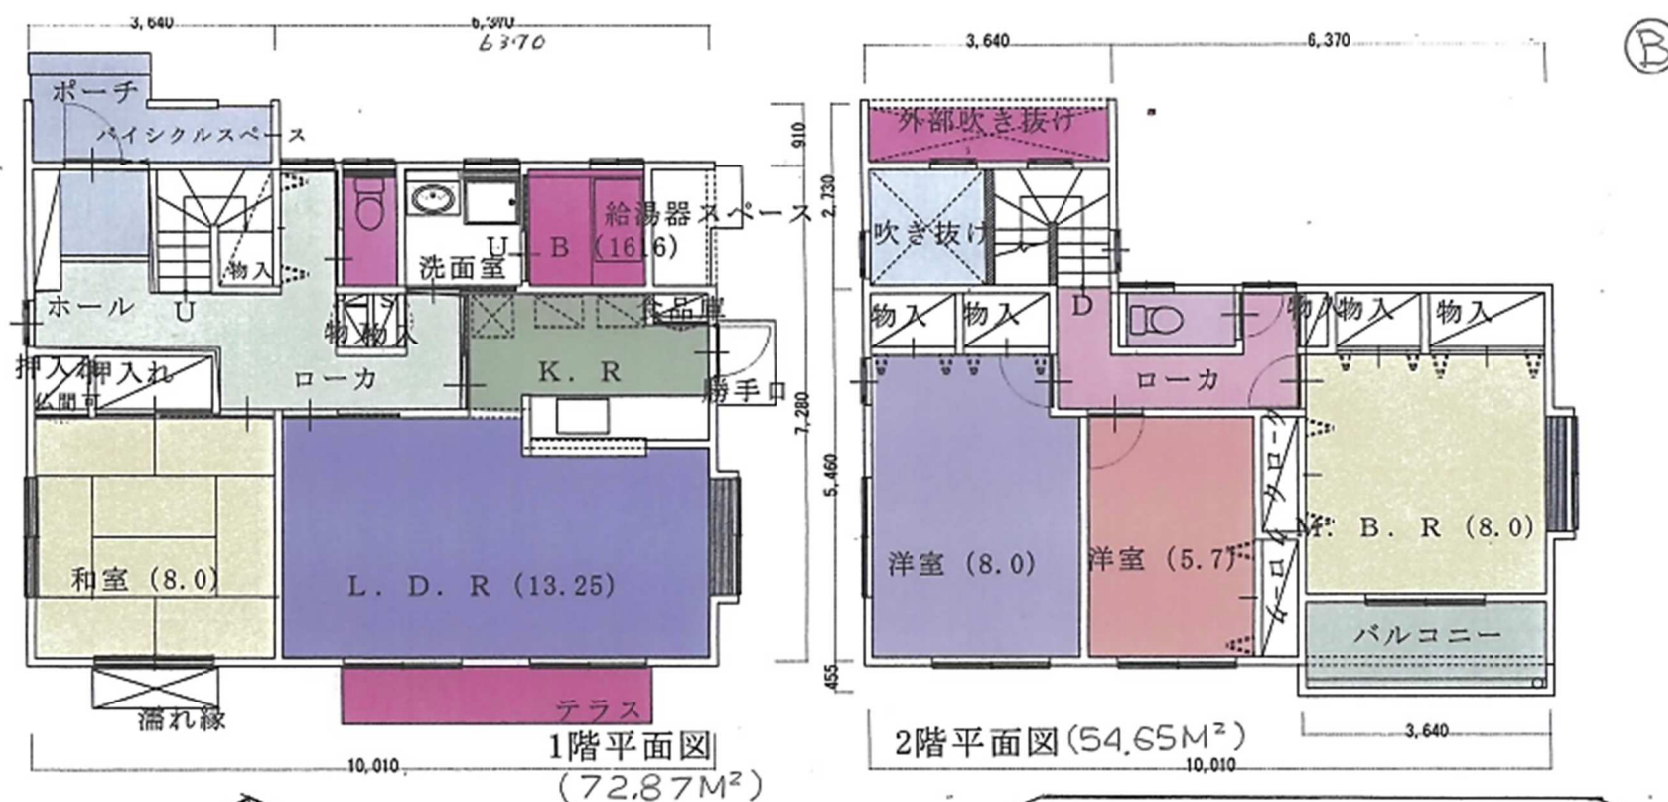 3,640
6,370
6370
ポーチ
バイシクルスペース
910
物入
洗面室
U B (1616)
給湯器スペース
ホール
U
物入
物入
食品庫
押入れ
押入れ
仏間可
ローカ
K. R
勝手口
7,280
和室 (8.0)
L. D. R (13.25)
濡れ縁
テラス
1階平面図
(72.87M²)
10,010
3,640
6,370
B
外部吹き抜け
2,730
吹き抜け
物入
物入
D
物入
物入
物入
ローカ
クローク
5,460
洋室 (8.0)
洋室 (5.7)
M. B. R (8.0)
バルコニー
455
2階平面図(54.65M²)
3,640
10,010